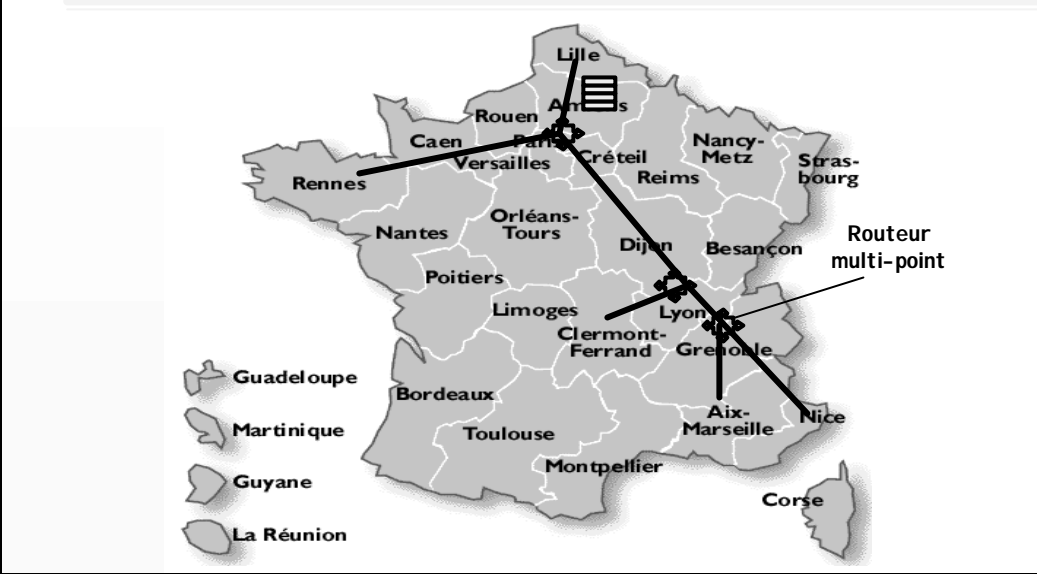 Lille
Rouen
Caen
Versailles
Créteil
Nancy-
Metz
Reims
Stras-
bourg
Rennes
Nantes
Orléans-
Tours
Dijon
Besançon
Routeur
multi-point
Poitiers
Limoges
Lyon
Clermont-
Ferrand
Grenoble
Guadeloupe
Bordeaux
Martinique
Toulouse
Aix-
Marseille
Nice
Montpellier
Guyane
Corse
La Réunion